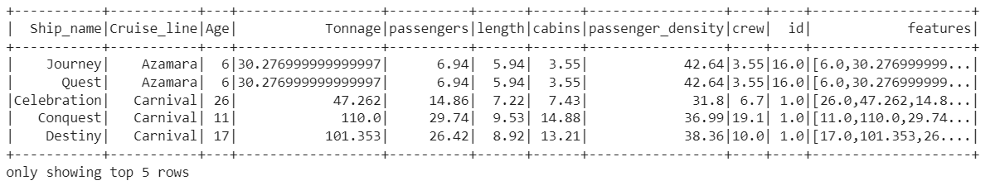 +-----------+-----------+---+------------------+----------+------+------+-----------------+----+----+--------------------+
|  Ship_name|Cruise_line|Age|           Tonnage|passengers|length|cabins|passenger_density|crew|  id|            features|
+-----------+-----------+---+------------------+----------+------+------+-----------------+----+----+--------------------+
|    Journey|    Azamara|  6|30.276999999999997|      6.94|  5.94|  3.55|            42.64|3.55|16.0|[6.0,30.276999999...|
|      Quest|    Azamara|  6|30.276999999999997|      6.94|  5.94|  3.55|            42.64|3.55|16.0|[6.0,30.276999999...|
|Celebration|   Carnival| 26|            47.262|     14.86|  7.22|  7.43|             31.8| 6.7| 1.0|[26.0,47.262,14.8...|
|   Conquest|   Carnival| 11|             110.0|     29.74|  9.53| 14.88|            36.99|19.1| 1.0|[11.0,110.0,29.74...|
|    Destiny|   Carnival| 17|           101.353|     26.42|  8.92| 13.21|            38.36|10.0| 1.0|[17.0,101.353,26....|
+-----------+-----------+---+------------------+----------+------+------+-----------------+----+----+--------------------+
only showing top 5 rows